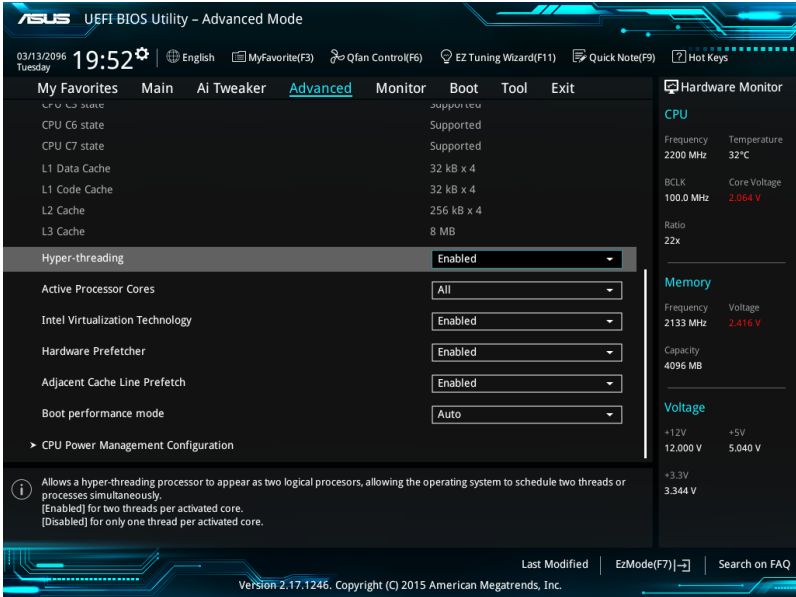 ASUS UEFI BIOS Utility – Advanced Mode
03/13/2096
Tuesday
19:52
English
MyFavorite(F3)
Qfan Control(F6)
EZ Tuning Wizard(F11)
Quick Note(F9)
? Hot Keys
My Favorites Main Ai Tweaker Advanced Monitor Boot Tool Exit
Hardware Monitor
CPU C3 state Supported
CPU C6 state Supported
CPU C7 state Supported
L1 Data Cache 32 kB x 4
L1 Code Cache 32 kB x 4
L2 Cache 256 kB x 4
L3 Cache 8 MB
Hyper-threading Enabled
Active Processor Cores All
Intel Virtualization Technology Enabled
Hardware Prefetcher Enabled
Adjacent Cache Line Prefetch Enabled
Boot performance mode Auto
CPU Power Management Configuration
CPU
Frequency Temperature
2200 MHz 32°C
BCLK Core Voltage
100.0 MHz 2.064 V
Ratio
22x
Memory
Frequency Voltage
2133 MHz 2.416 V
Capacity
4096 MB
Voltage
+12V +5V
12.000 V 5.040 V
+3.3V
3.344 V
Allows a hyper-threading processor to appear as two logical procesors, allowing the operating system to schedule two threads or
processes simultaneously.
[Enabled] for two threads per activated core.
[Disabled] for only one thread per activated core.
Last Modified
EzMode(F7)
Search on FAQ
Version 2.17.1246. Copyright (C) 2015 American Megatrends, Inc.